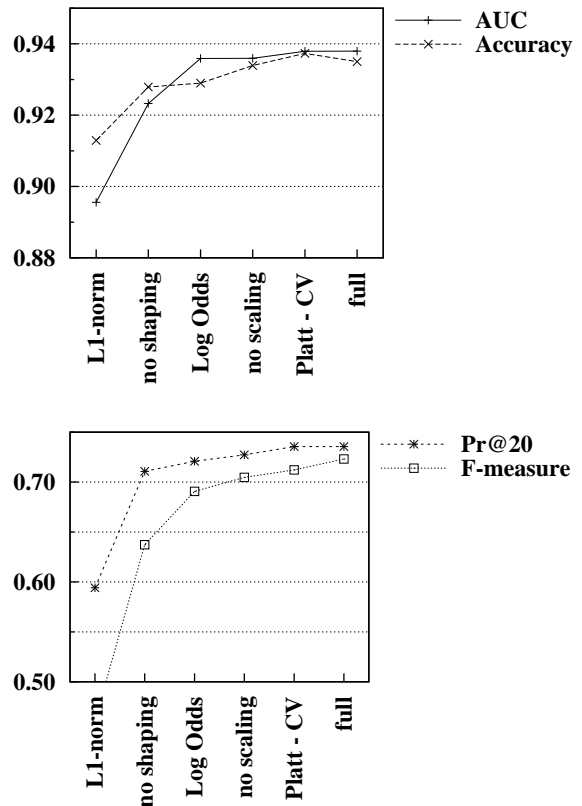 AUC
Accuracy
0.94
0.92
0.90
0.88
L1-norm
no shaping
Log Odds
no scaling
Platt - CV
full
Pr@20
F-measure
0.70
0.60
0.50
L1-norm
no shaping
Log Odds
no scaling
Platt - CV
full